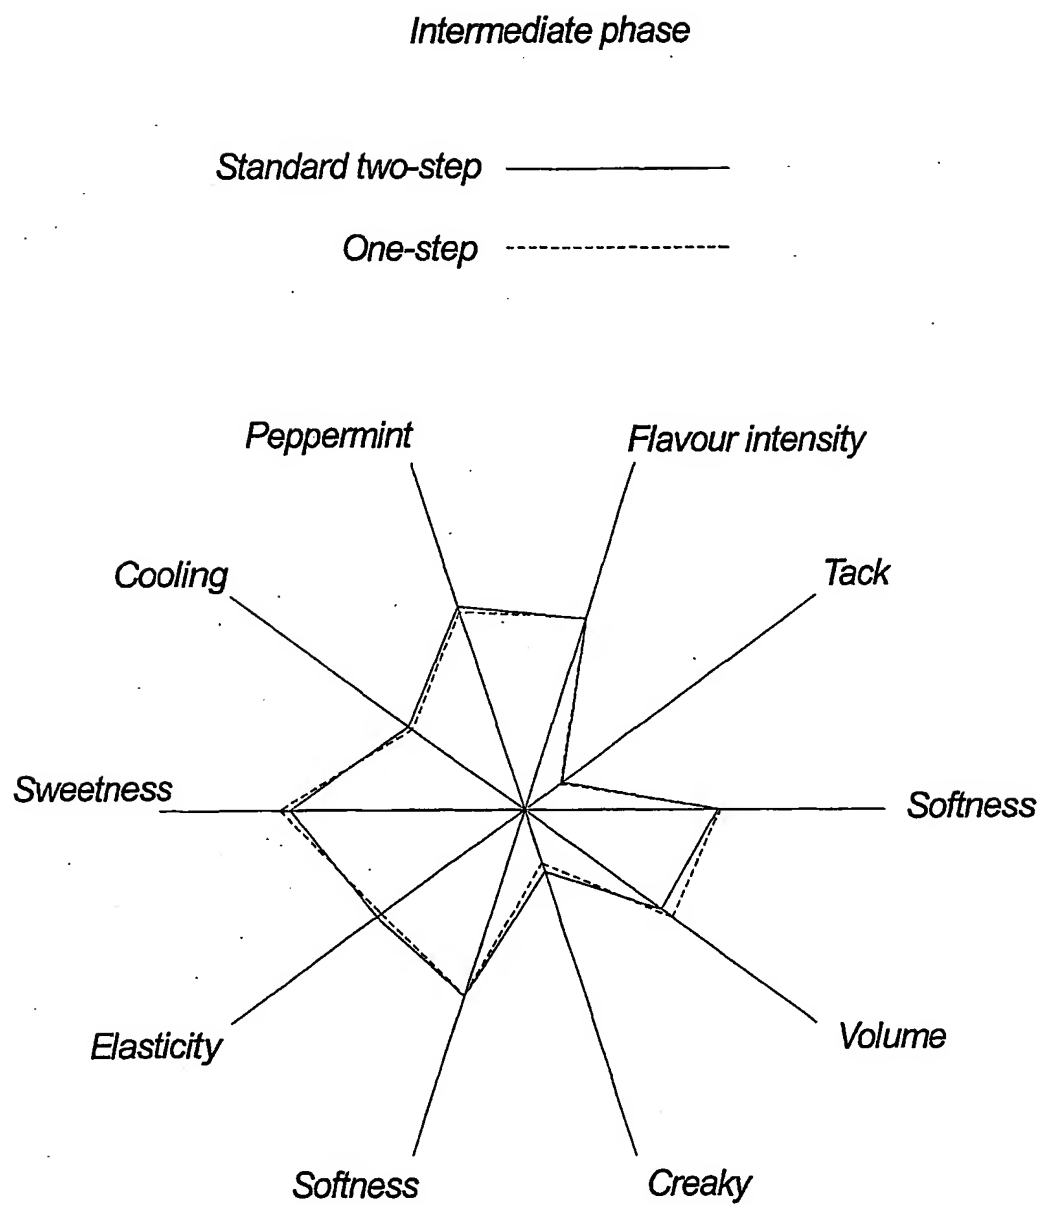 Intermediate phase
Standard two-step
One-step
Peppermint
Flavour intensity
Cooling
Tack
Sweetness
Softness
Elasticity
Volume
Softness
Creaky